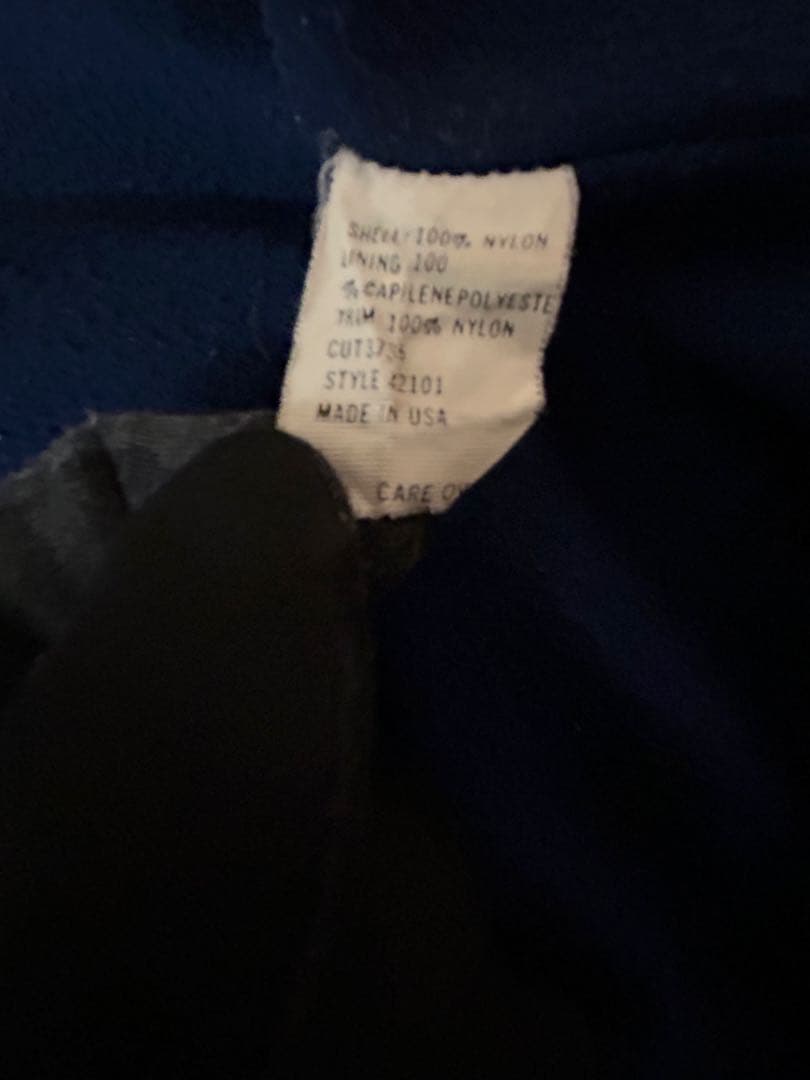 SHELL 100% NYLON
LINING 100
% CAPILENEPOLYESTE
TRIM 100% NYLON
STYLE 42101
MADE IN USA
CARE